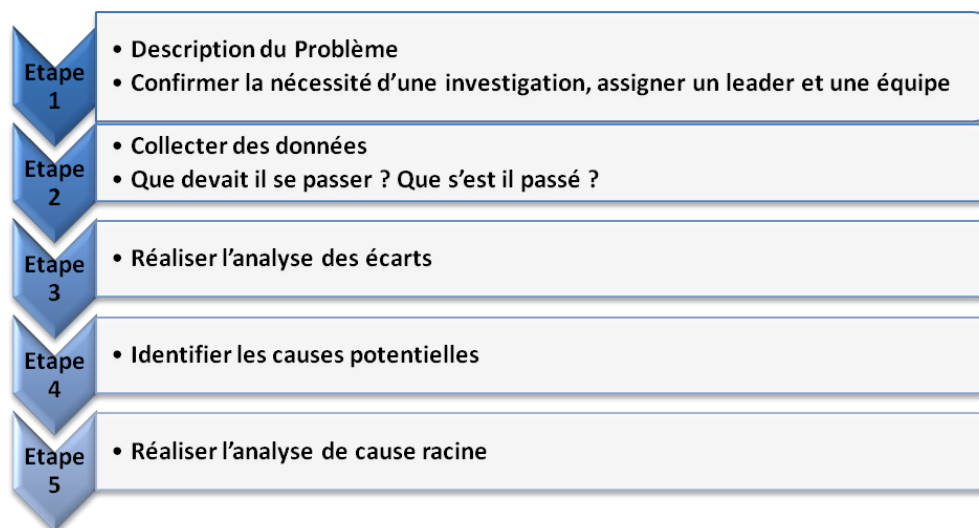 Etape
1
• Description du Problème
• Confirmer la nécessité d'une investigation, assigner un leader et une équipe
Etape
2
• Collecter des données
• Que devait il se passer ? Que s'est il passé ?
Etape
3
• Réaliser l'analyse des écarts
Etape
4
• Identifier les causes potentielles
Etape
5
• Réaliser l'analyse de cause racine